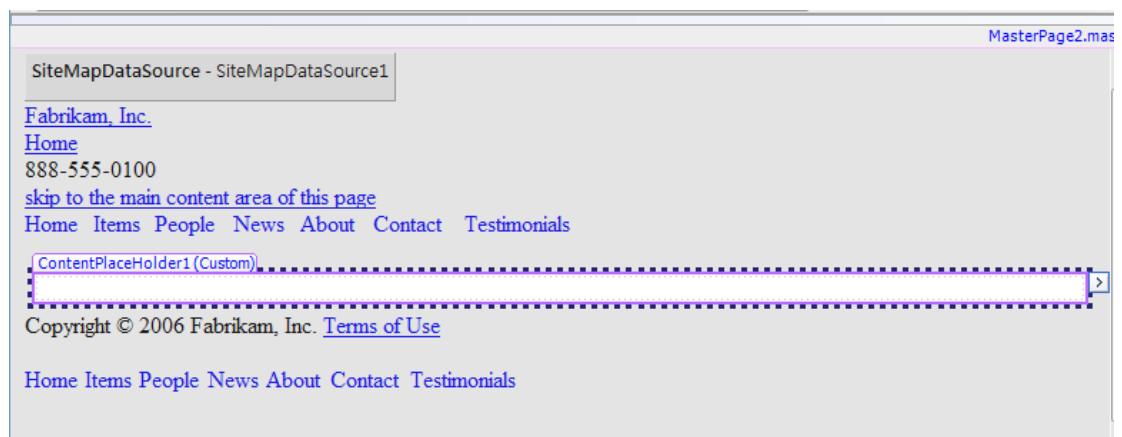 MasterPage2.mas
SiteMapDataSource - SiteMapDataSource1
Fabrikam, Inc.
Home
888-555-0100
skip to the main content area of this page
Home Items People News About Contact Testimonials
ContentPlaceHolder1 (Custom)
Copyright © 2006 Fabrikam, Inc. Terms of Use
Home Items People News About Contact Testimonials